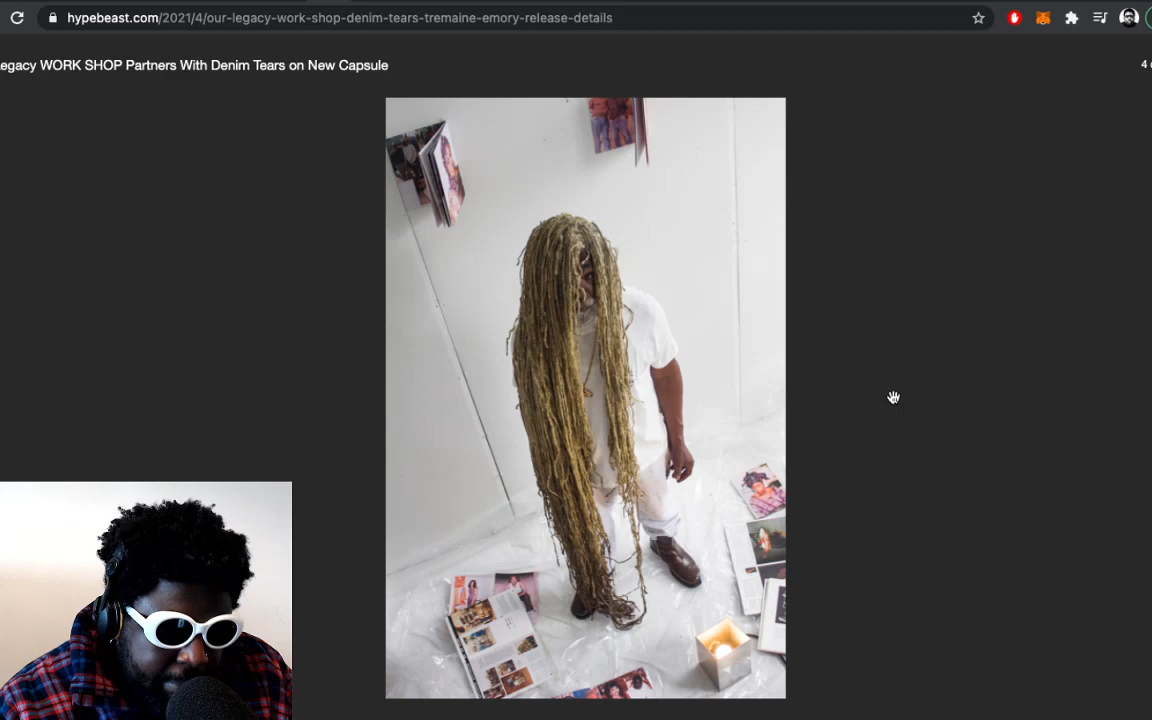 hypebeast.com/2021/4/our-legacy-work-shop-denim-tears-tremaine-emory-release-details
egacy WORK SHOP Partners With Denim Tears on New Capsule
4